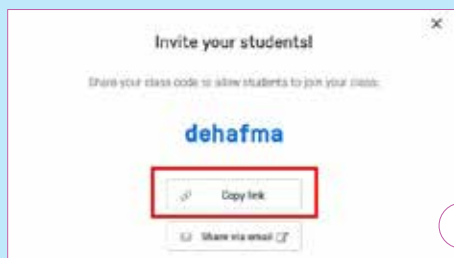 Invite your students!
Share your class code to allow students to join your class:
dehafma
Copy link
Share via email